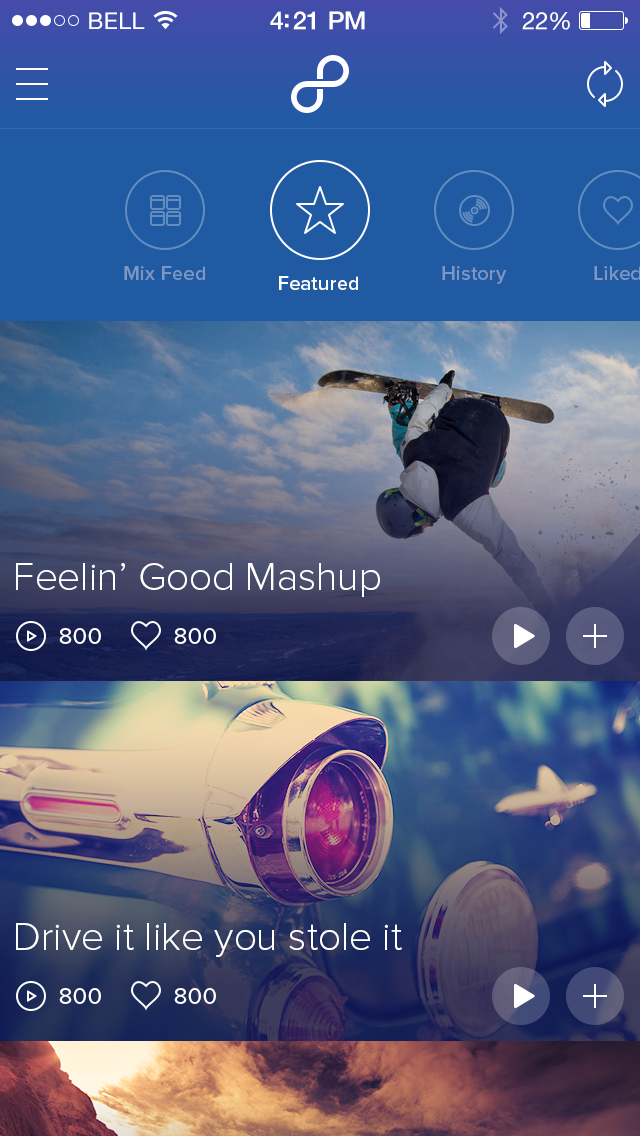 BELL 4:21 PM 22%
Mix Feed Featured History Liked
Feelin’ Good Mashup
800 800
Drive it like you stole it
800 800